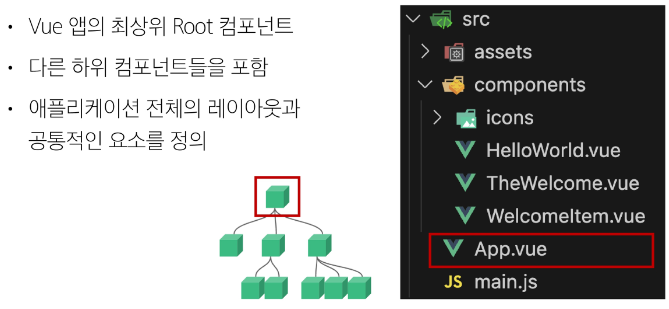 • Vue 앱의 최상위 Root 컴포넌트
• 다른 하위 컴포넌트들을 포함
• 애플리케이션 전체의 레이아웃과
공통적인 요소를 정의
src
assets
components
icons
HelloWorld.vue
TheWelcome.vue
WelcomeItem.vue
App.vue
JS main.js